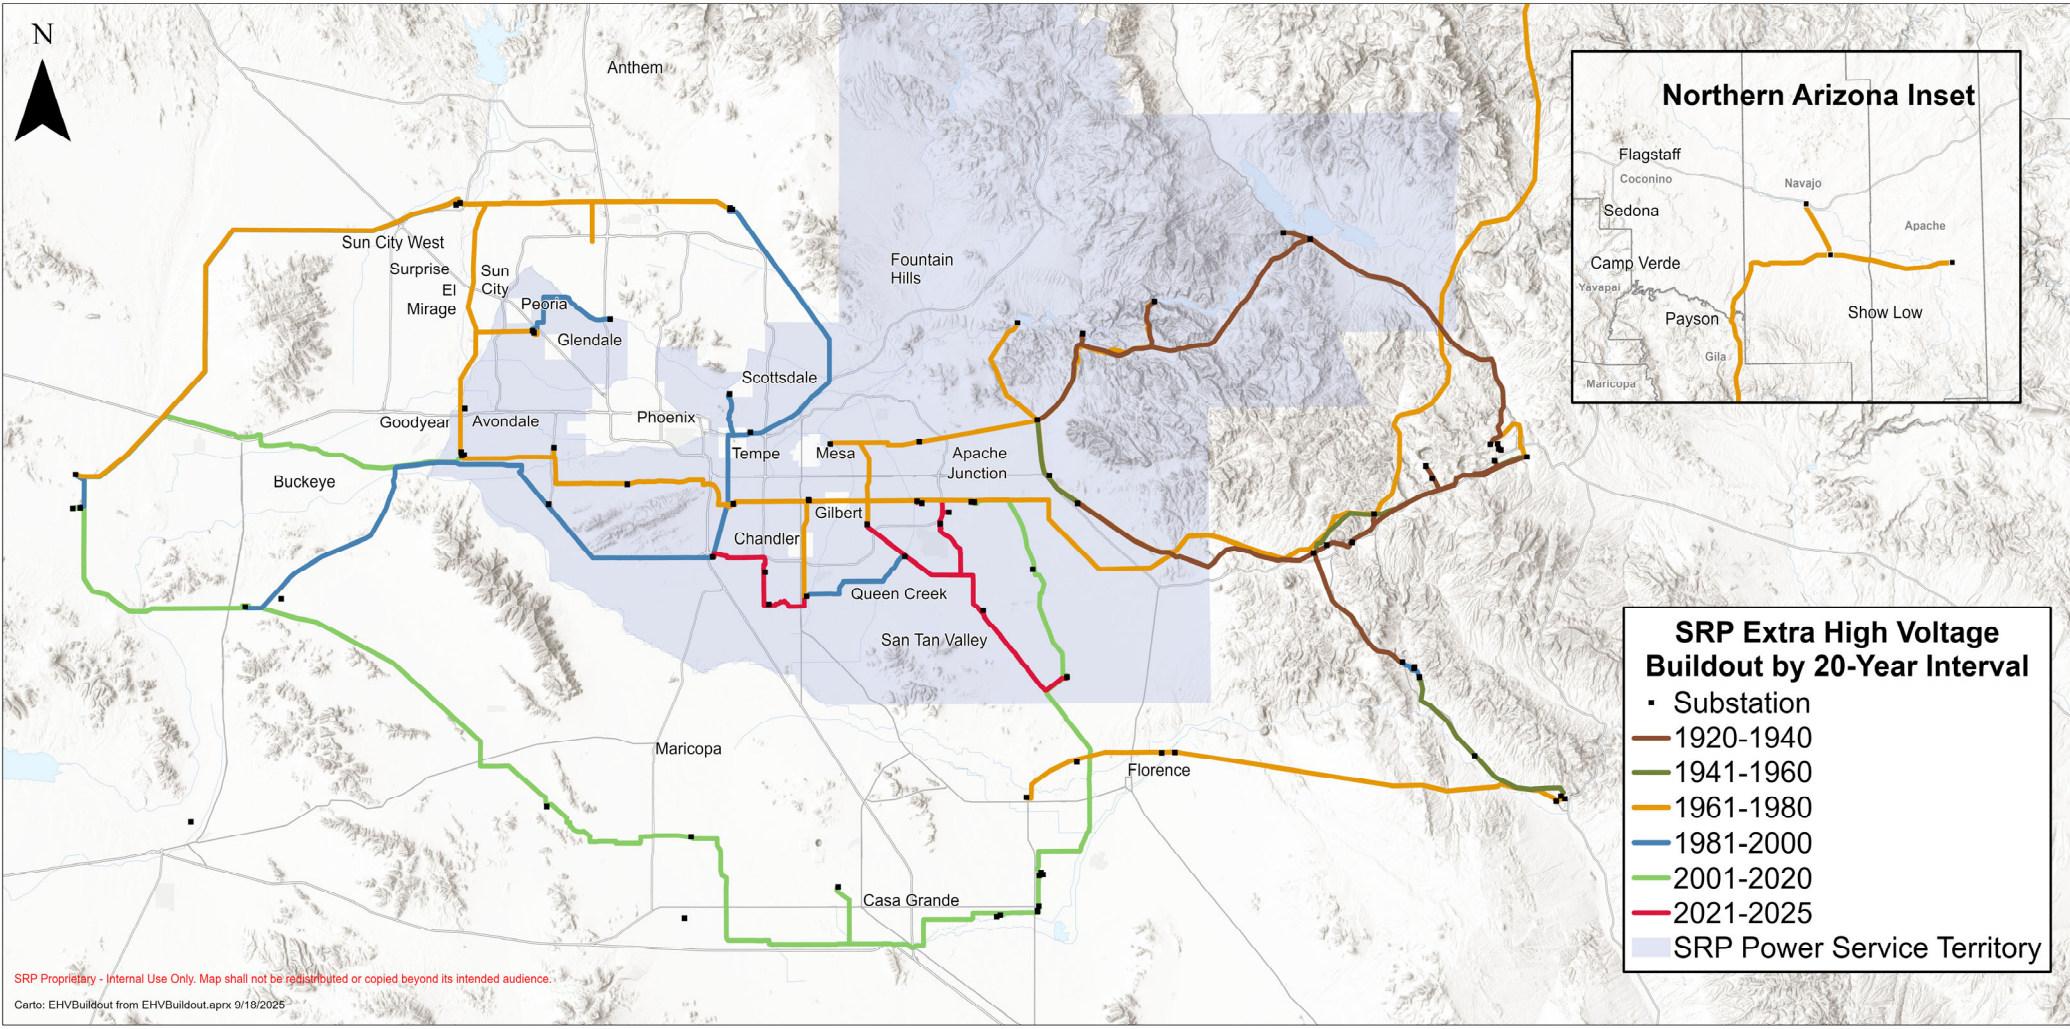 N
Anthem
Sun City West
Surprise
El
Mirage
Sun
City
Peoria
Glendale
Fountain
Hills
Scottsdale
Phoenix
Goodyear
Avondale
Tempe
Mesa
Apache
Junction
Buckeye
Gilbert
Chandler
Queen Creek
San Tan Valley
Maricopa
Florence
Casa Grande
Northern Arizona Inset
Flagstaff
Coconino
Navajo
Sedona
Apache
Camp Verde
Yavapai
Payson
Show Low
Gila
Maricopa
SRP Extra High Voltage
Buildout by 20-Year Interval
Substation
1920-1940
1941-1960
1961-1980
1981-2000
2001-2020
2021-2025
SRP Power Service Territory
SRP Proprietary - Internal Use Only. Map shall not be redistributed or copied beyond its intended audience.
Carto: EHVBuildout from EHVBuildout.aprx 9/18/2025